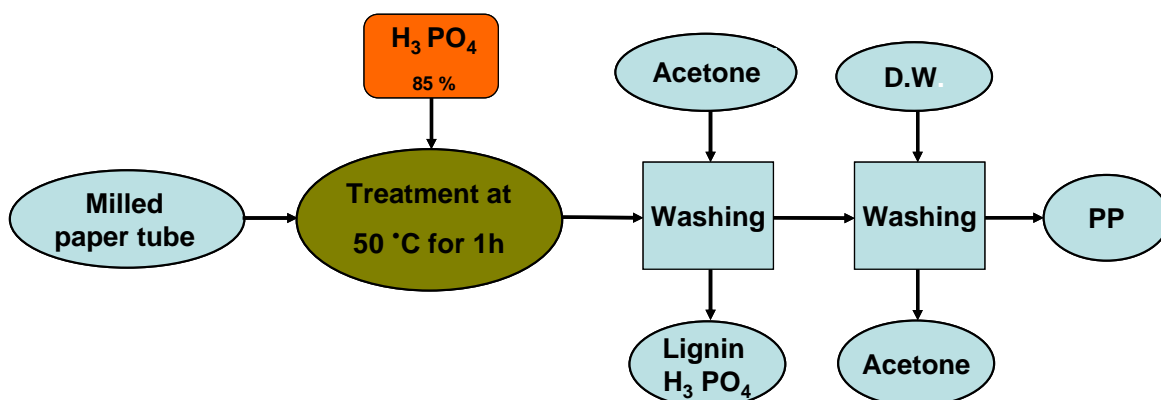 H₃ PO₄
85 %
Acetone
D.W.
Milled
paper tube
Treatment at
50 ˚C for 1h
Washing
Washing
PP
Lignin
H₃ PO₄
Acetone